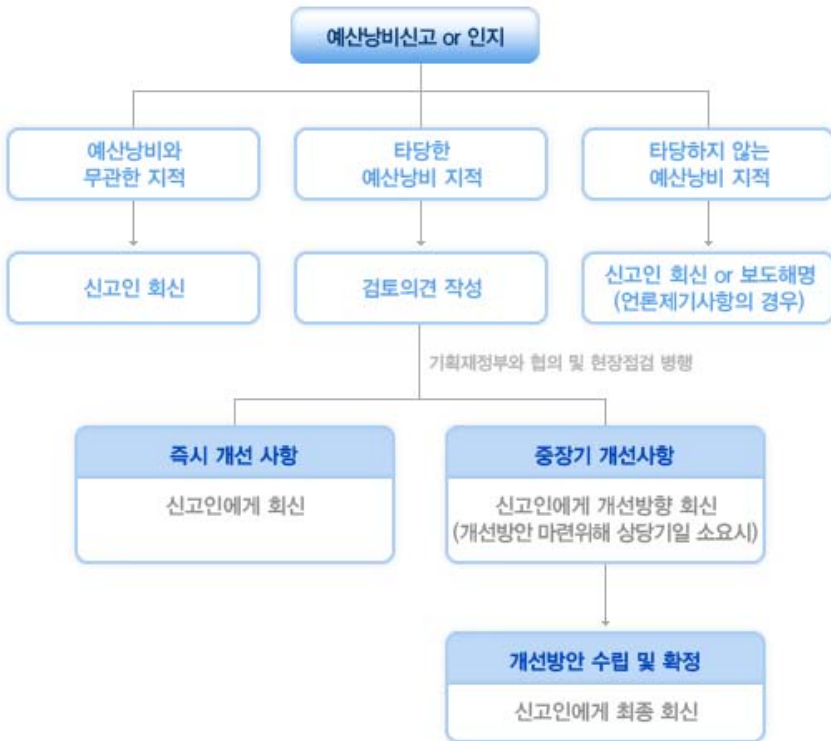 예산낭비신고 or 인지
예산낭비와
무관한 지적
타당한
예산낭비 지적
타당하지 않는
예산낭비 지적
신고인 회신
검토의견 작성
신고인 회신 or 보도해명
(언론제기사항의 경우)
기획재정부와 협의 및 현장점검 병행
즉시 개선 사항
신고인에게 회신
중장기 개선사항
신고인에게 개선방향 회신
(개선방안 마련위해 상당기일 소요시)
개선방안 수립 및 확정
신고인에게 최종 회신